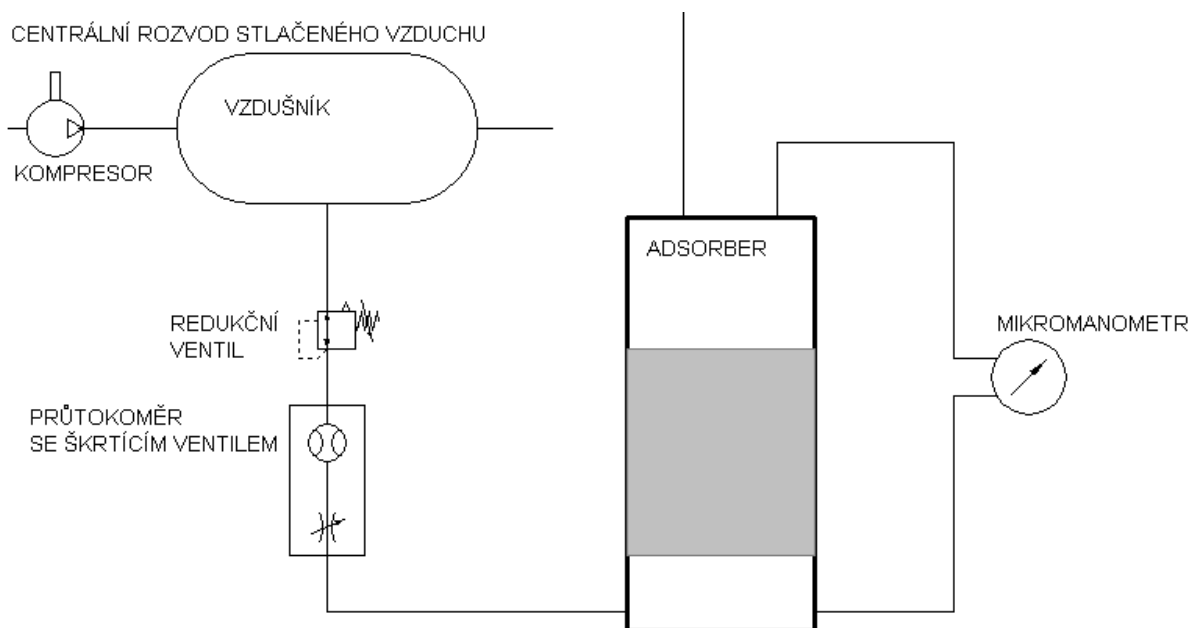 CENTRÁLNÍ ROZVOD STLAČENÉHO VZDUCHU
VZDUŠNÍK
KOMPRESOR
ADSORBER
REDUKČNÍ
VENTIL
MIKROMANOMETR
PRŮTOKOMĚR
SE ŠKRTÍCÍM VENTILEM